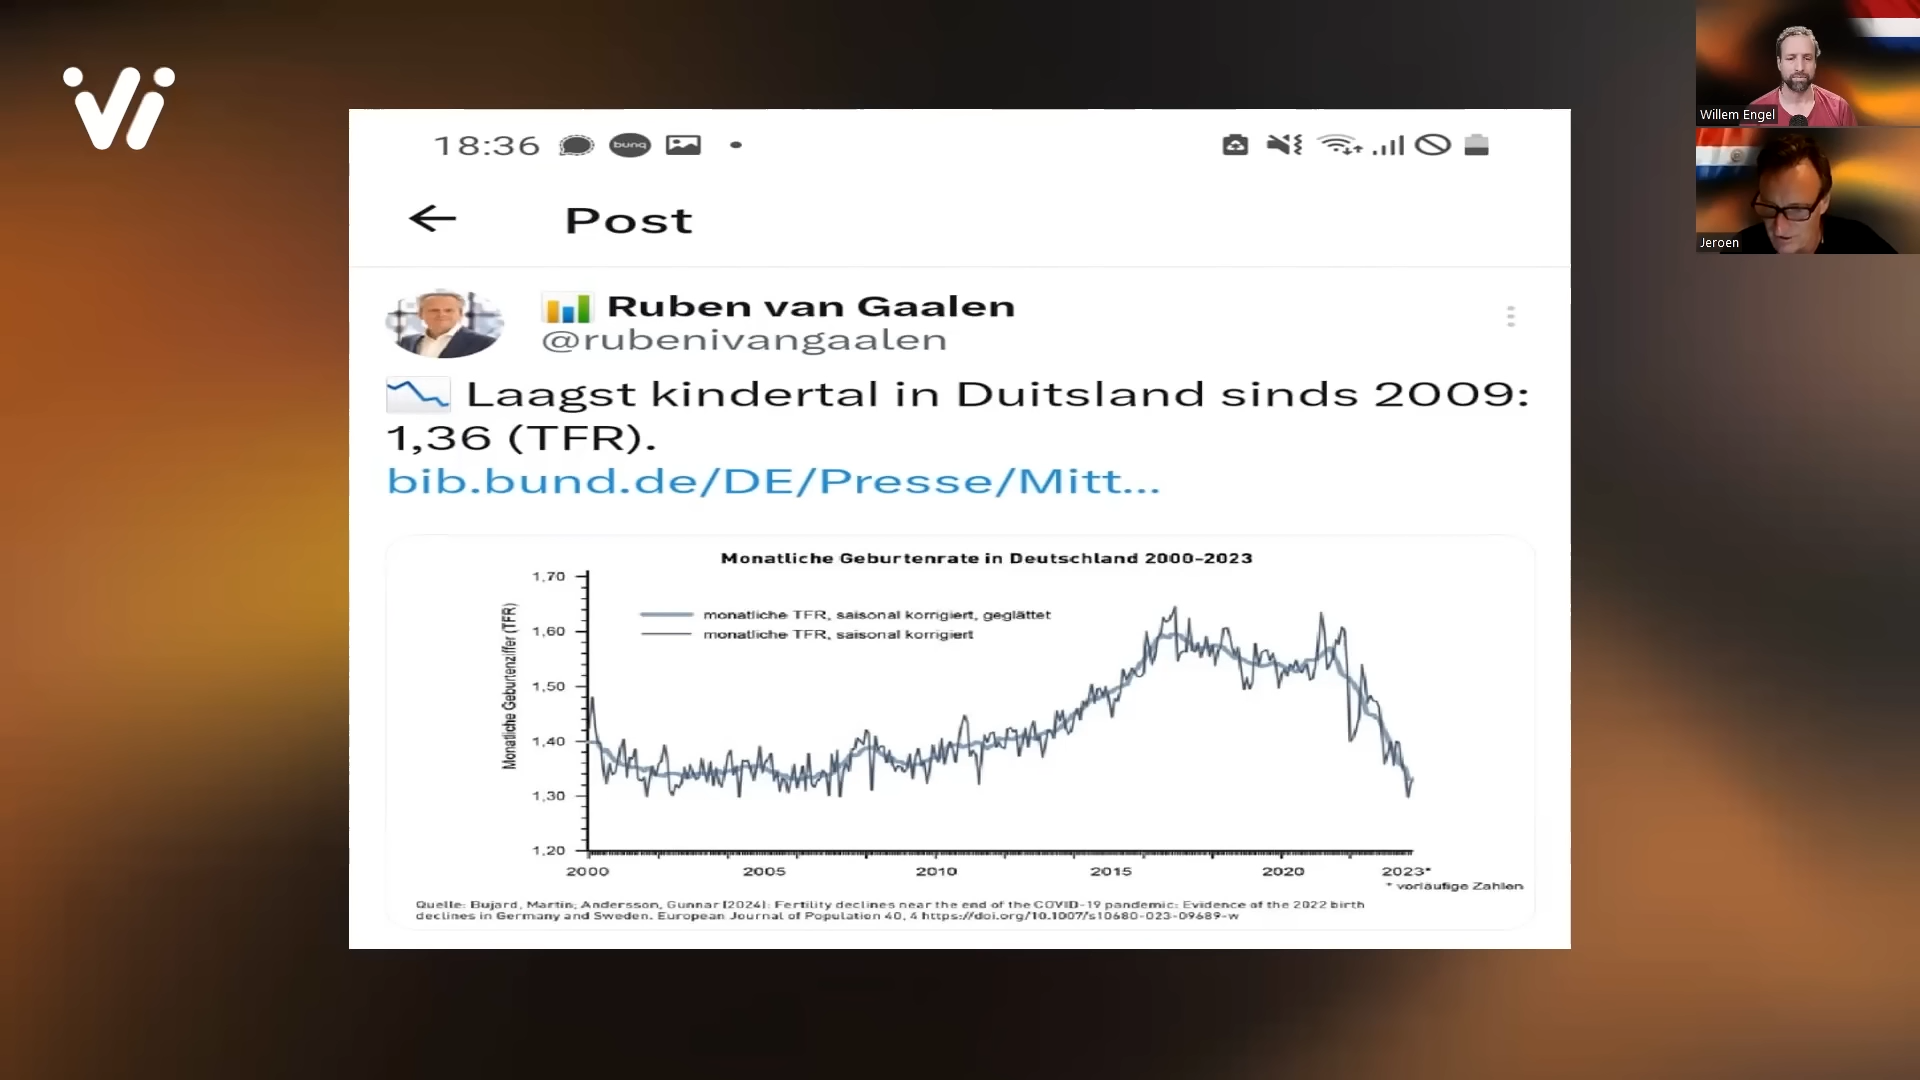 Vi
Willem Engel
Jeroen
18:36
bunq
Post
Ruben van Gaalen
@rubenivangaalen
Laagst kindertal in Duitsland sinds 2009:
1,36 (TFR).
bib.bund.de/DE/Presse/Mitt...
Monatliche Geburtenrate in Deutschland 2000-2023
Monatliche Geburtenziffer (TFR)
1,70
1,60
1,50
1,40
1,30
1,20
monatliche TFR, saisonal korrigiert, geglättet
monatliche TFR, saisonal korrigiert
2000 2005 2010 2015 2020 2023*
* vorläufige Zahlen
Quelle: Bujard, Martin; Andersson, Gunnar (2024): Fertility declines near the end of the COVID-19 pandemic: Evidence of the 2022 birth
declines in Germany and Sweden. European Journal of Population 40, 4 https://doi.org/10.1007/s10680-023-09689-w